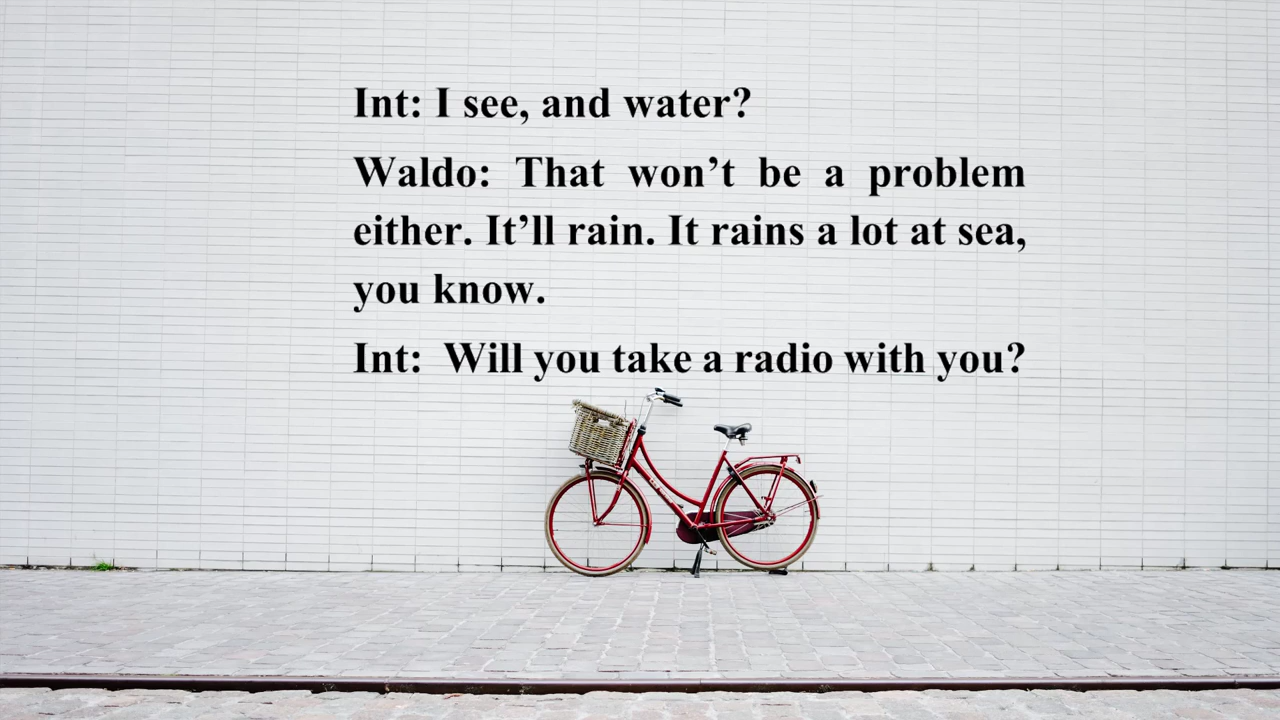 Int: I see, and water?
Waldo: That won’t be a problem
either. It’ll rain. It rains a lot at sea,
you know.
Int: Will you take a radio with you?